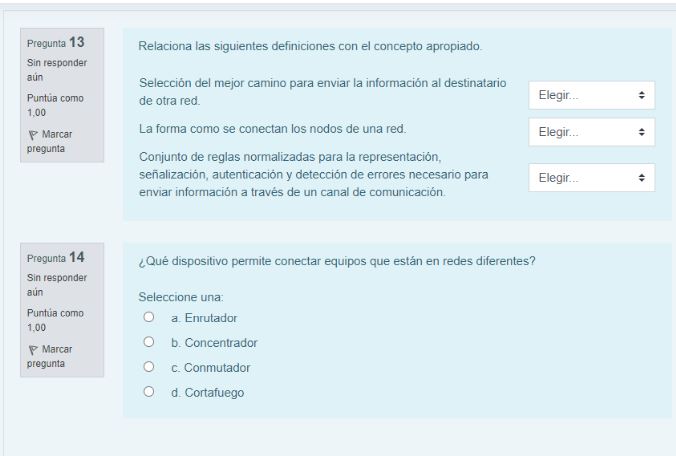 Pregunta 13
Sin responder
aún
Puntúa como
1,00
Marcar
pregunta
Relaciona las siguientes definiciones con el concepto apropiado.
Selección del mejor camino para enviar la información al destinatario
de otra red.
Elegir...
La forma como se conectan los nodos de una red.
Elegir...
Conjunto de reglas normalizadas para la representación,
señalización, autenticación y detección de errores necesario para
enviar información a través de un canal de comunicación.
Elegir...
Pregunta 14
Sin responder
aún
Puntúa como
1,00
Marcar
pregunta
¿Qué dispositivo permite conectar equipos que están en redes diferentes?
Seleccione una:
a. Enrutador
b. Concentrador
c. Conmutador
d. Cortafuego